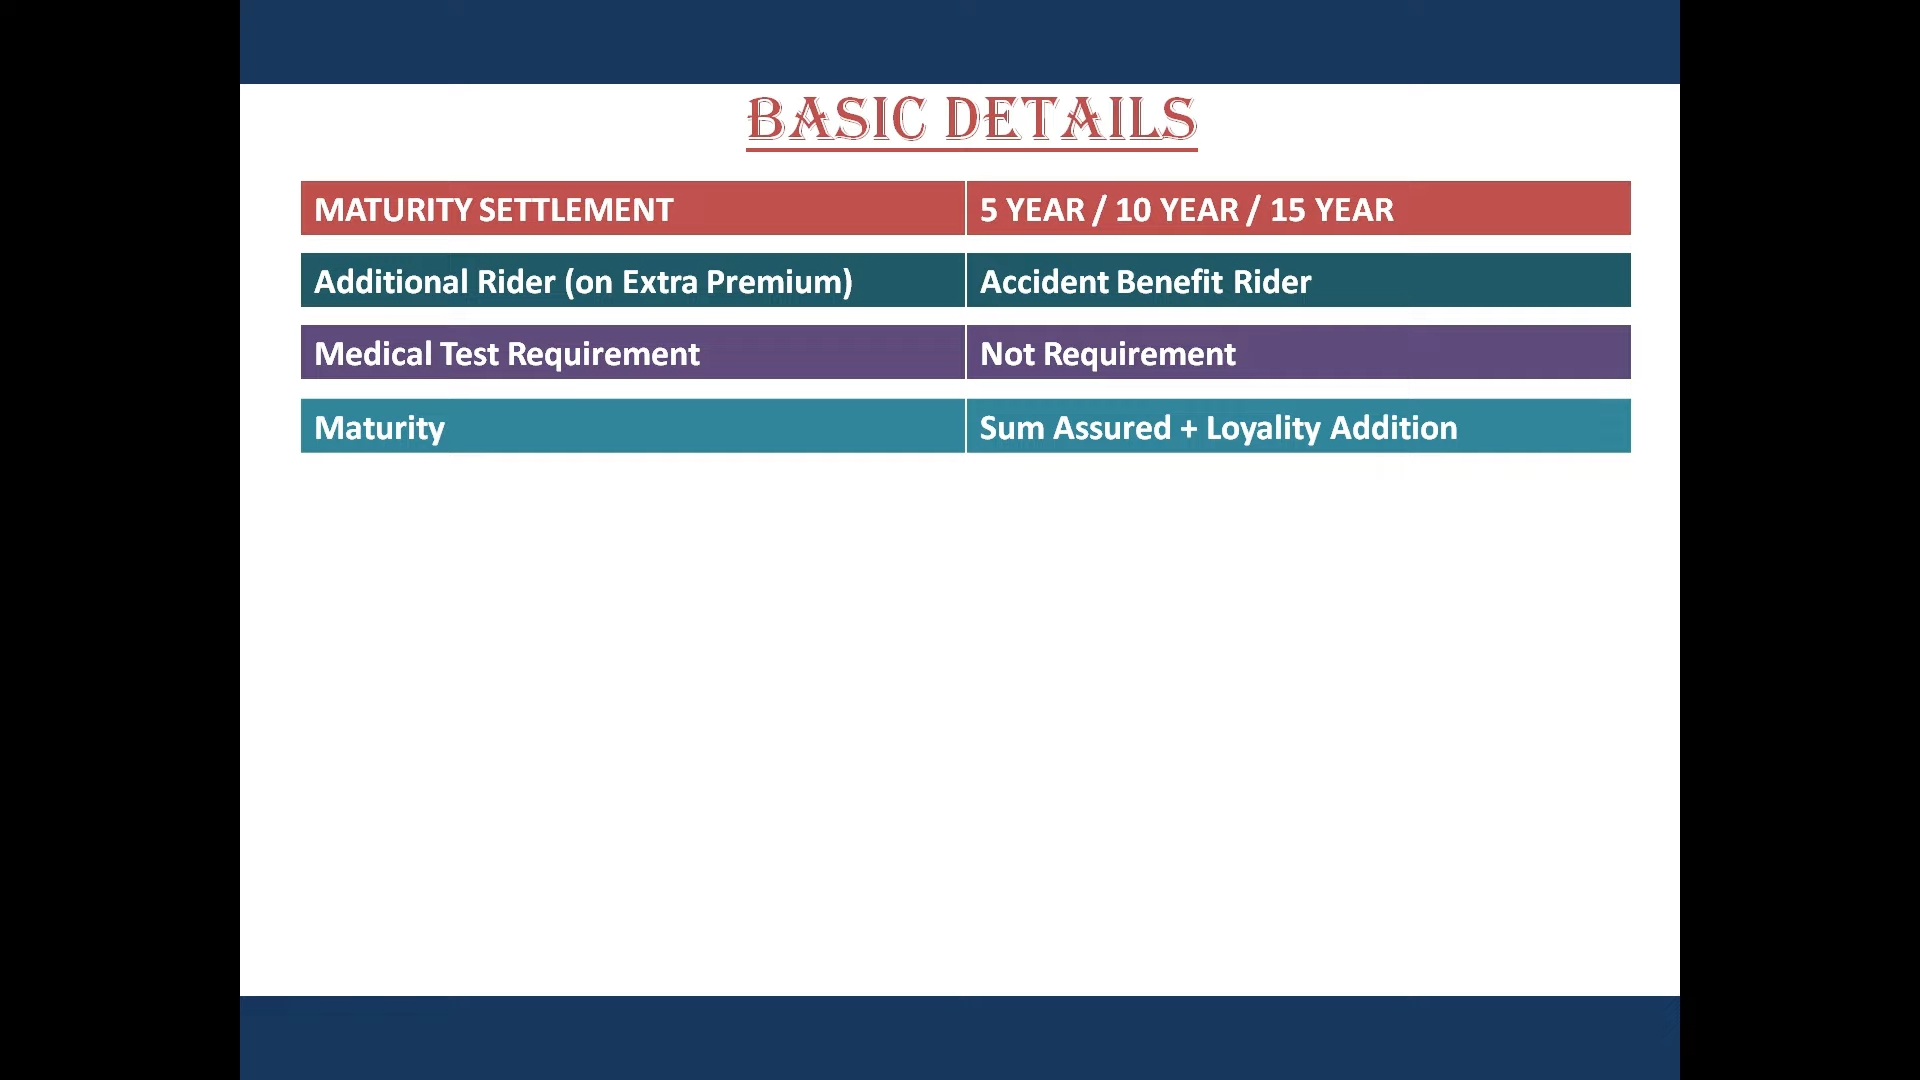 BASIC DETAILS
MATURITY SETTLEMENT 5 YEAR / 10 YEAR / 15 YEAR
Additional Rider (on Extra Premium) Accident Benefit Rider
Medical Test Requirement Not Requirement
Maturity Sum Assured + Loyality Addition